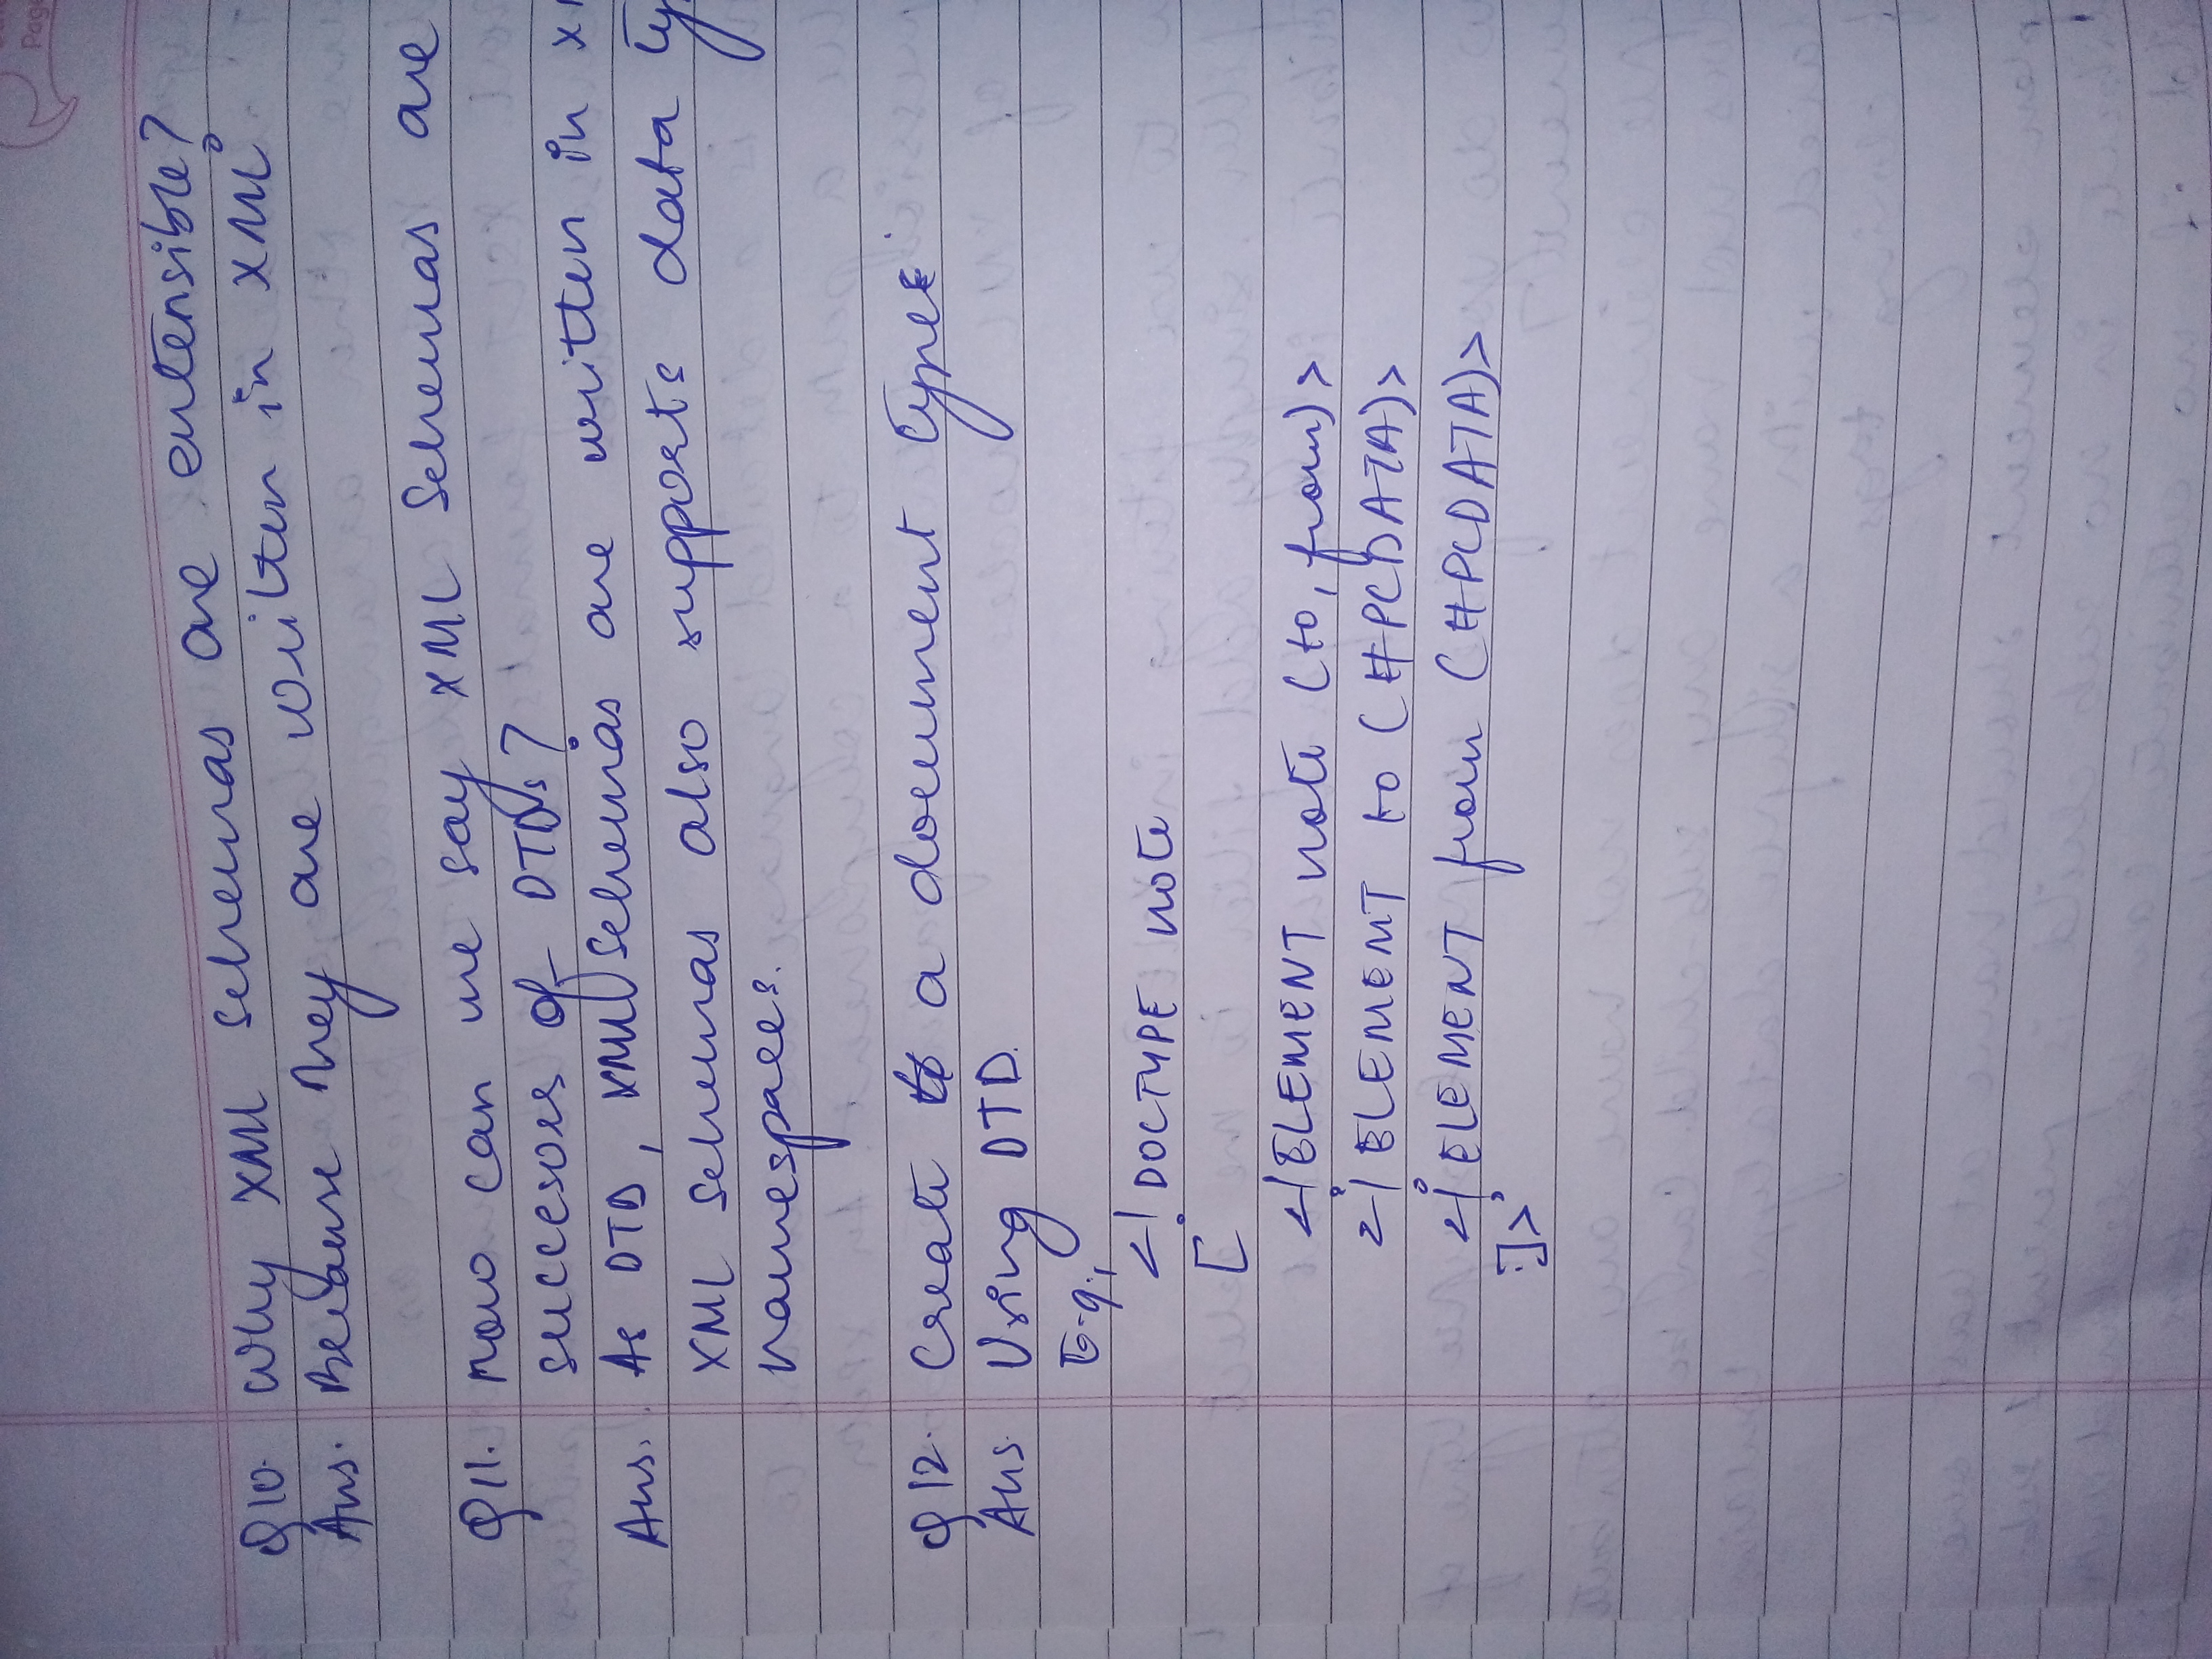 Page
Q10. Why XML schemas are extensible?
Ans. Because they are written in XML.
Q11. How can we say XML Schemas are
succesors of DTDs?
Ans. As DTD, XML Schemas are written in
XML schemas also supports data
namespaces.
Q12. Create a document type
Ans Using DTD.
E.g.,
<! DOCTYPE note
[
<!ELEMENT note (to, from)>
<! ELEMENT to (#PCDATA)>
<! ELEMENT from (#PCDATA)>
]>